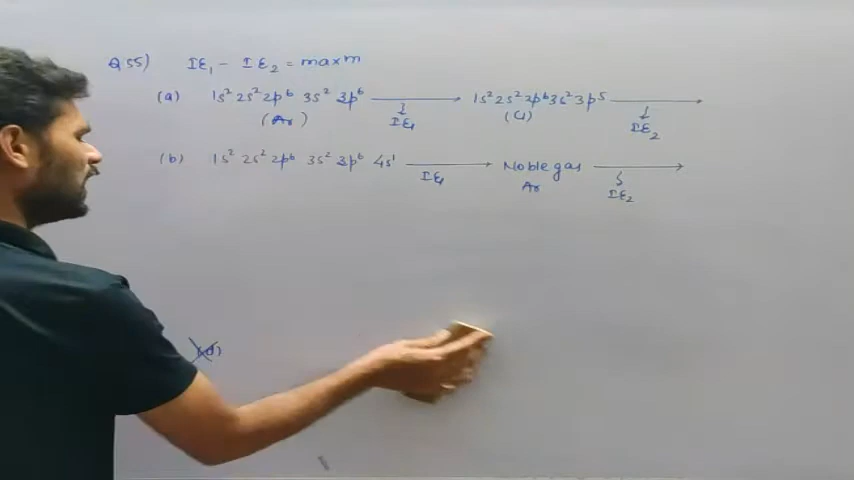 Q 55) IE₁ - IE₂ = maxm
(a) 1s² 2s² 2p⁶ 3s² 3p⁶ → 1s² 2s² 2p⁶ 3s² 3p⁵ →
(Ar) ↓ IE₁ (Cl) ↓ IE₂
(b) 1s² 2s² 2p⁶ 3s² 3p⁶ 4s¹ → Noble gas →
IE₁ Ar ↓ IE₂
(d)